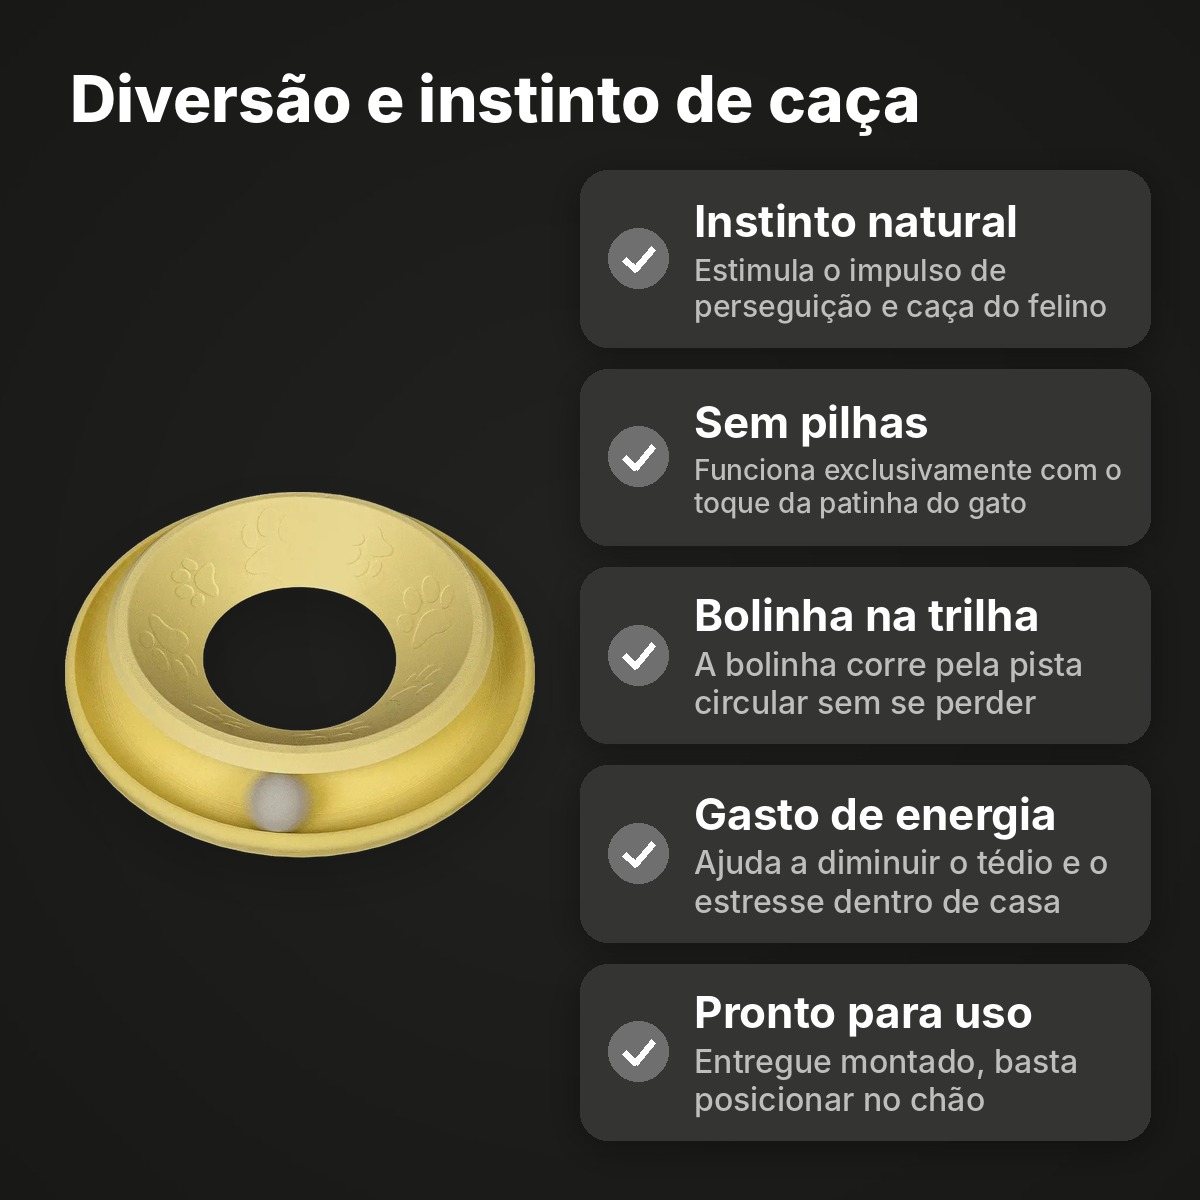 Diversão e instinto de caça
Instinto natural
Estimula o impulso de
perseguição e caça do felino
Sem pilhas
Funciona exclusivamente com o
toque da patinha do gato
Bolinha na trilha
A bolinha corre pela pista
circular sem se perder
Gasto de energia
Ajuda a diminuir o tédio e o
estresse dentro de casa
Pronto para uso
Entregue montado, basta
posicionar no chão